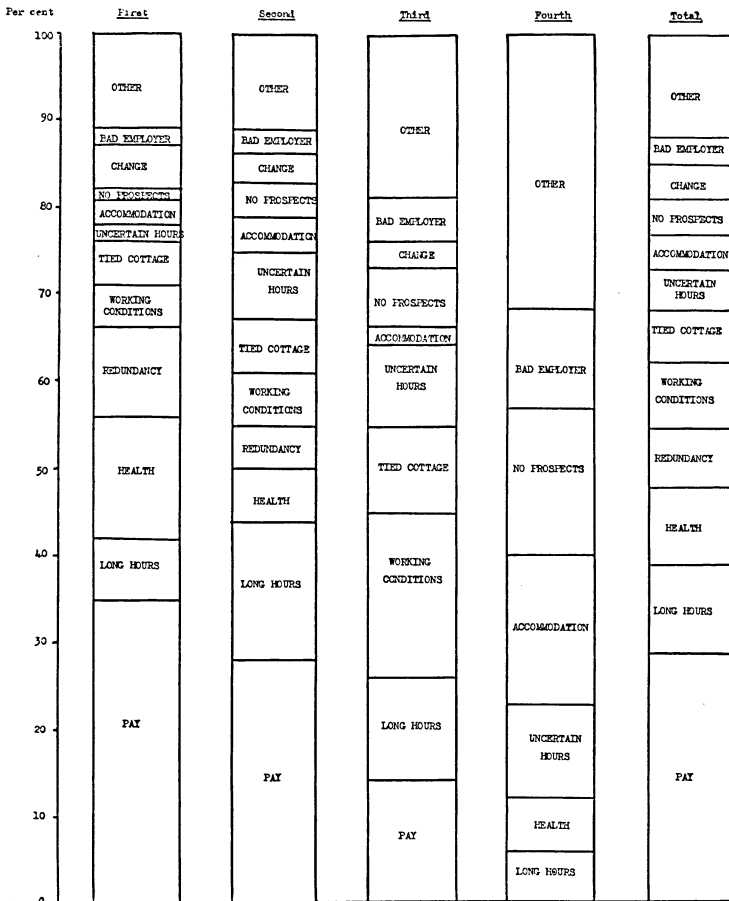 Per cent
First
Second
Third
Fourth
Total
100
90
80
70
60
50
40
30
20
10
0
OTHER
BAD EMPLOYER
CHANGE
NO PROSPECTS
ACCOMMODATION
UNCERTAIN HOURS
TIED COTTAGE
WORKING
CONDITIONS
REDUNDANCY
HEALTH
LONG HOURS
PAY
OTHER
BAD EMPLOYER
CHANGE
NO PROSPECTS
ACCOMMODATION
UNCERTAIN
HOURS
TIED COTTAGE
WORKING
CONDITIONS
REDUNDANCY
HEALTH
LONG HOURS
PAY
OTHER
BAD EMPLOYER
CHANGE
NO PROSPECTS
ACCOMMODATION
UNCERTAIN
HOURS
TIED COTTAGE
WORKING
CONDITIONS
LONG HOURS
PAY
OTHER
BAD EMPLOYER
NO PROSPECTS
ACCOMMODATION
UNCERTAIN
HOURS
HEALTH
LONG HOURS
OTHER
BAD EMPLOYER
CHANGE
NO PROSPECTS
ACCOMMODATION
UNCERTAIN
HOURS
TIED COTTAGE
WORKING
CONDITIONS
REDUNDANCY
HEALTH
LONG HOURS
PAY